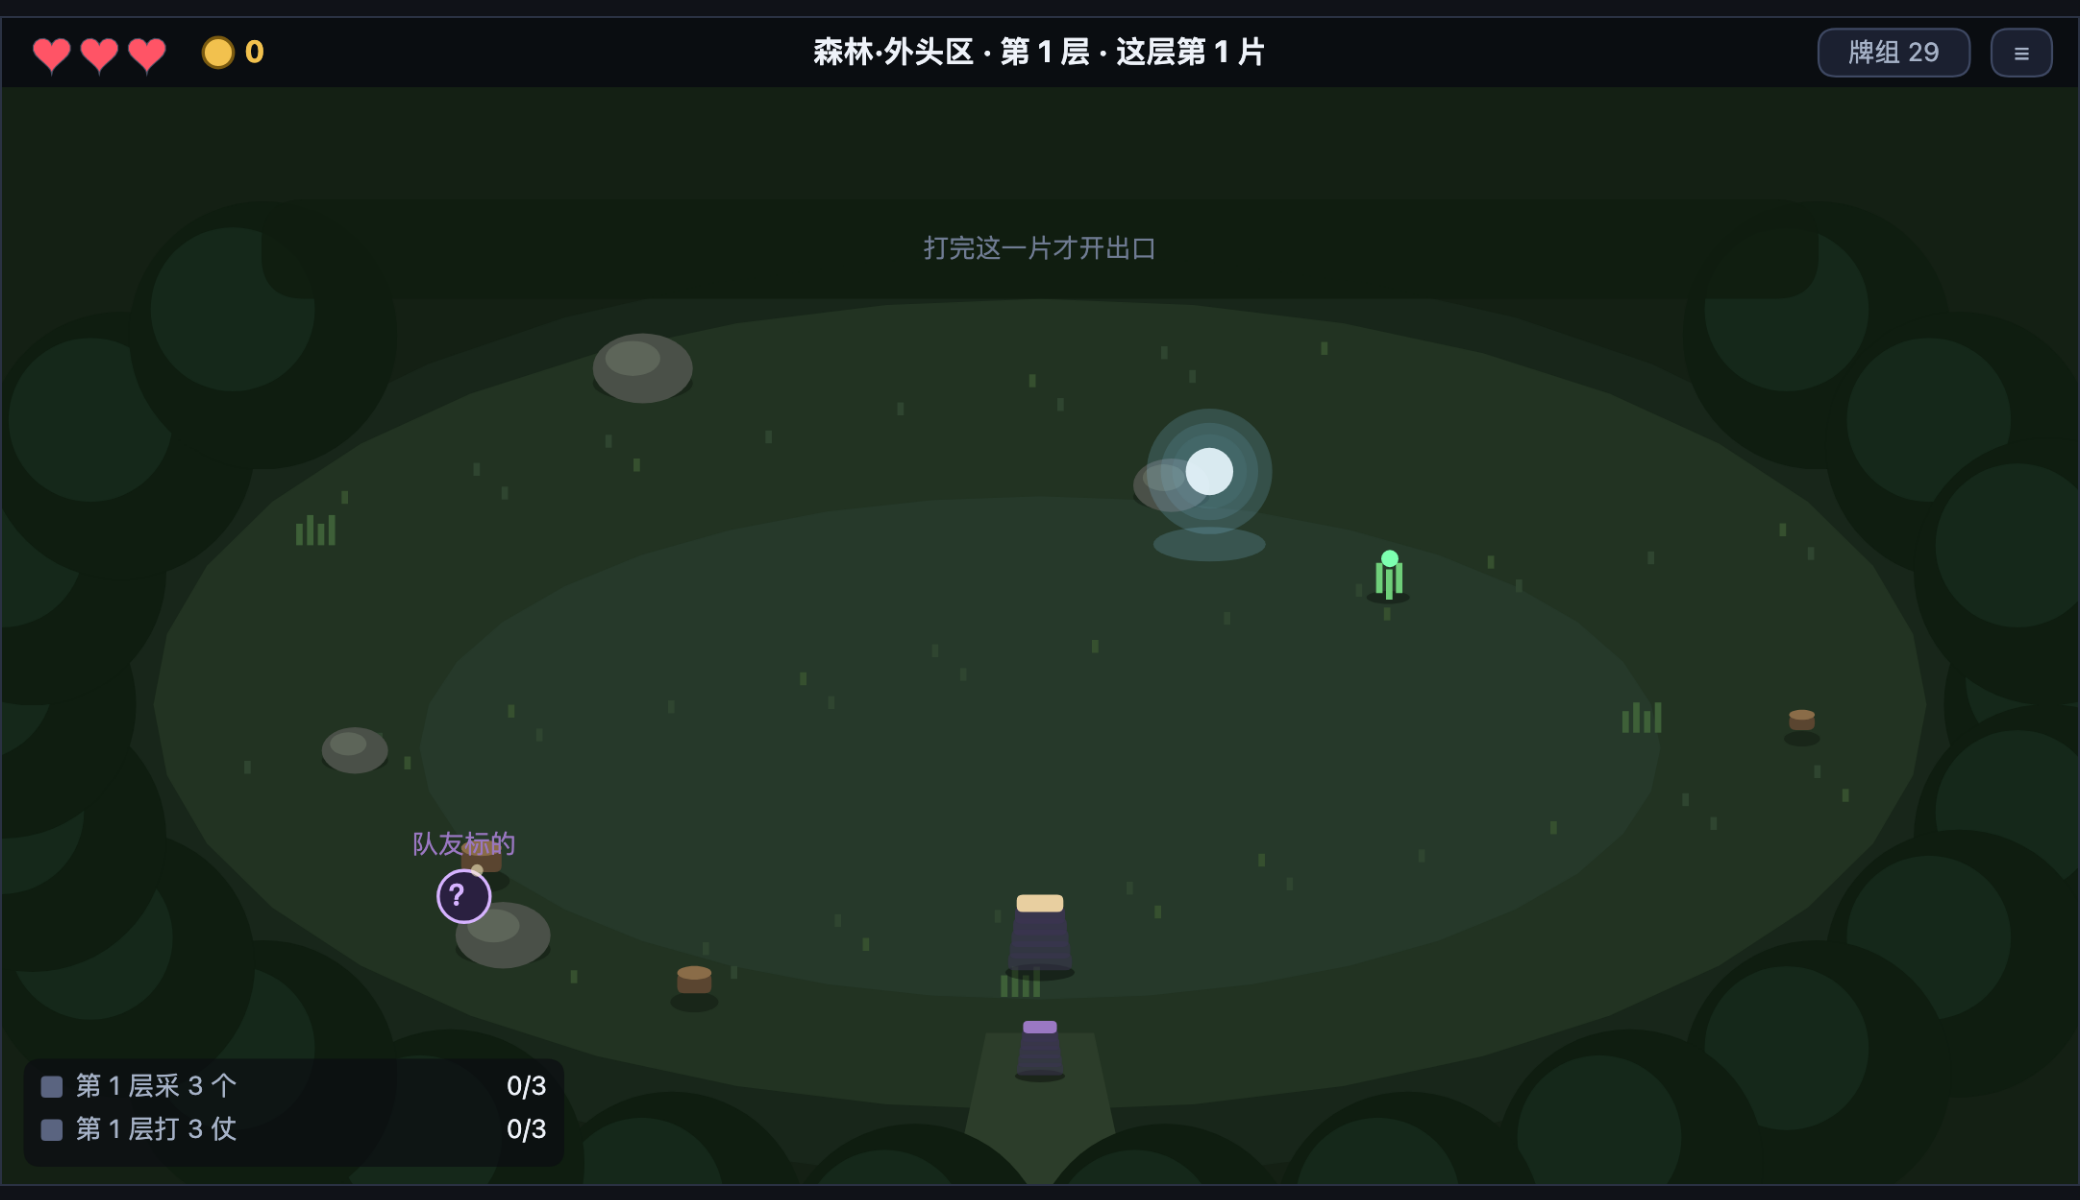 0
森林·外头区 · 第 1 层 · 这层第 1 片
牌组 29
≡
打完这一片才开出口
队友标的
?
第 1 层采 3 个 0/3
第 1 层打 3 仗 0/3